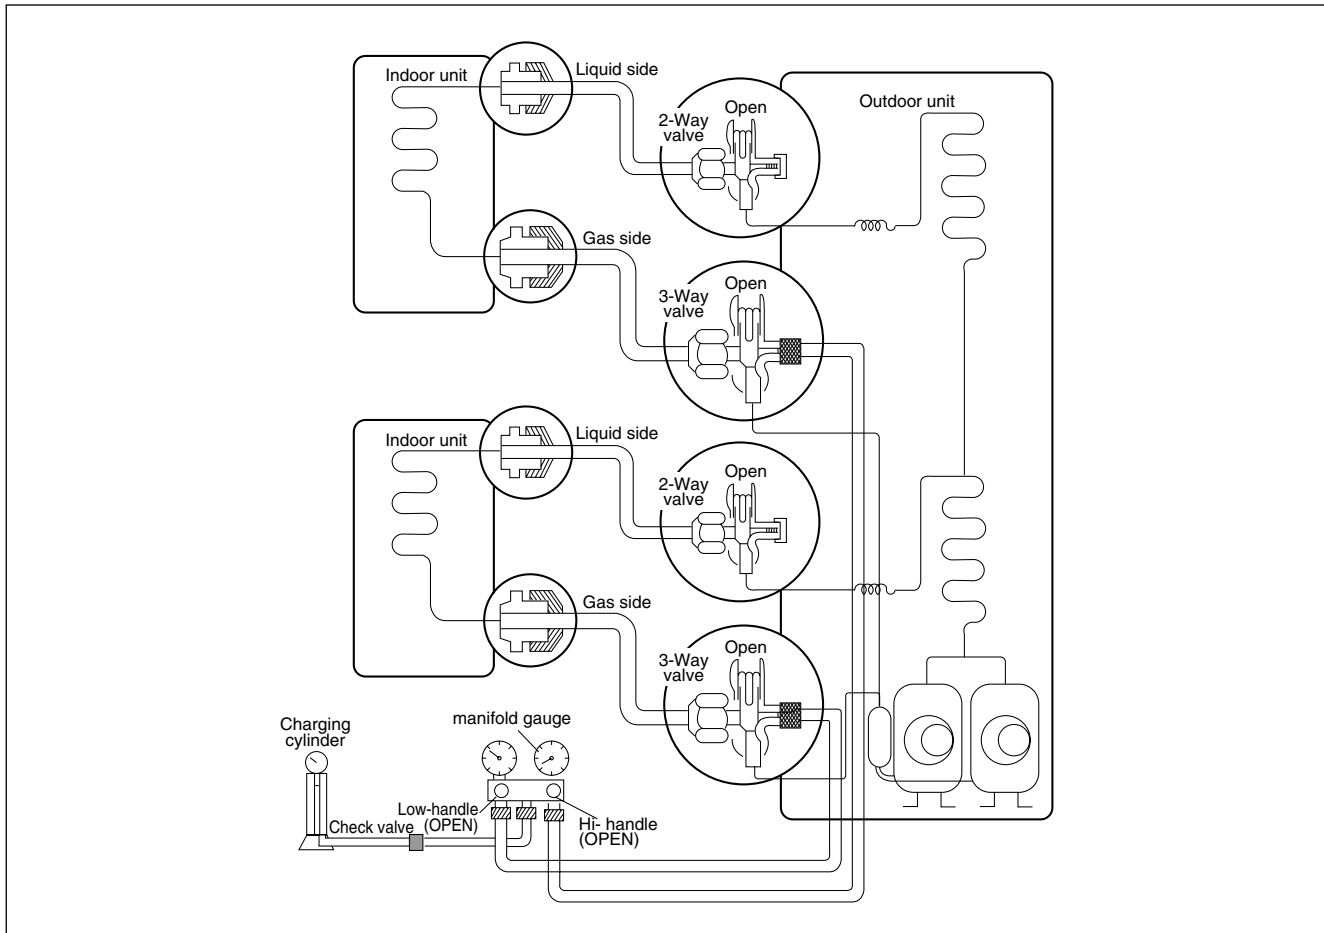 Indoor unit
Liquid side
2-Way
valve
Open
Outdoor unit
Gas side
3-Way
valve
Open
Indoor unit
Liquid side
2-Way
valve
Open
Gas side
3-Way
valve
Open
Charging
cylinder
manifold gauge
Low-handle
(OPEN)
Check valve
Hi- handle
(OPEN)